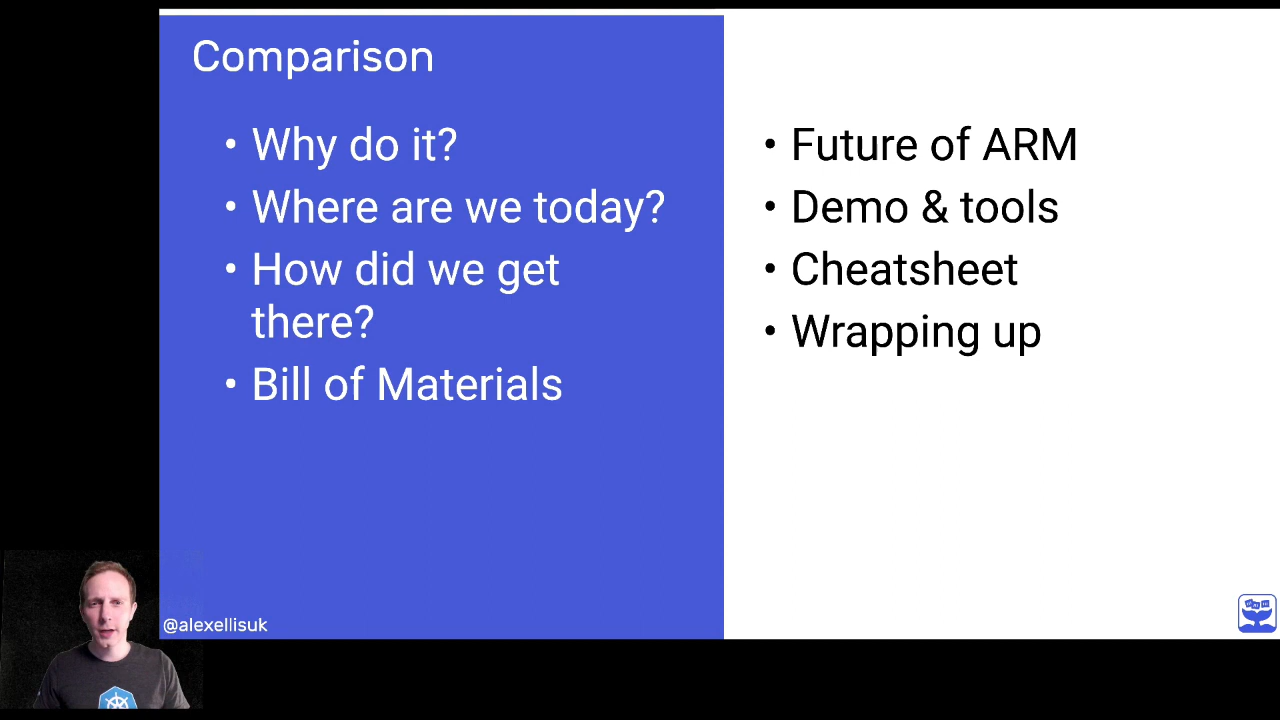 Comparison
• Why do it?
• Where are we today?
• How did we get
there?
• Bill of Materials
• Future of ARM
• Demo & tools
• Cheatsheet
• Wrapping up
@alexellisuk